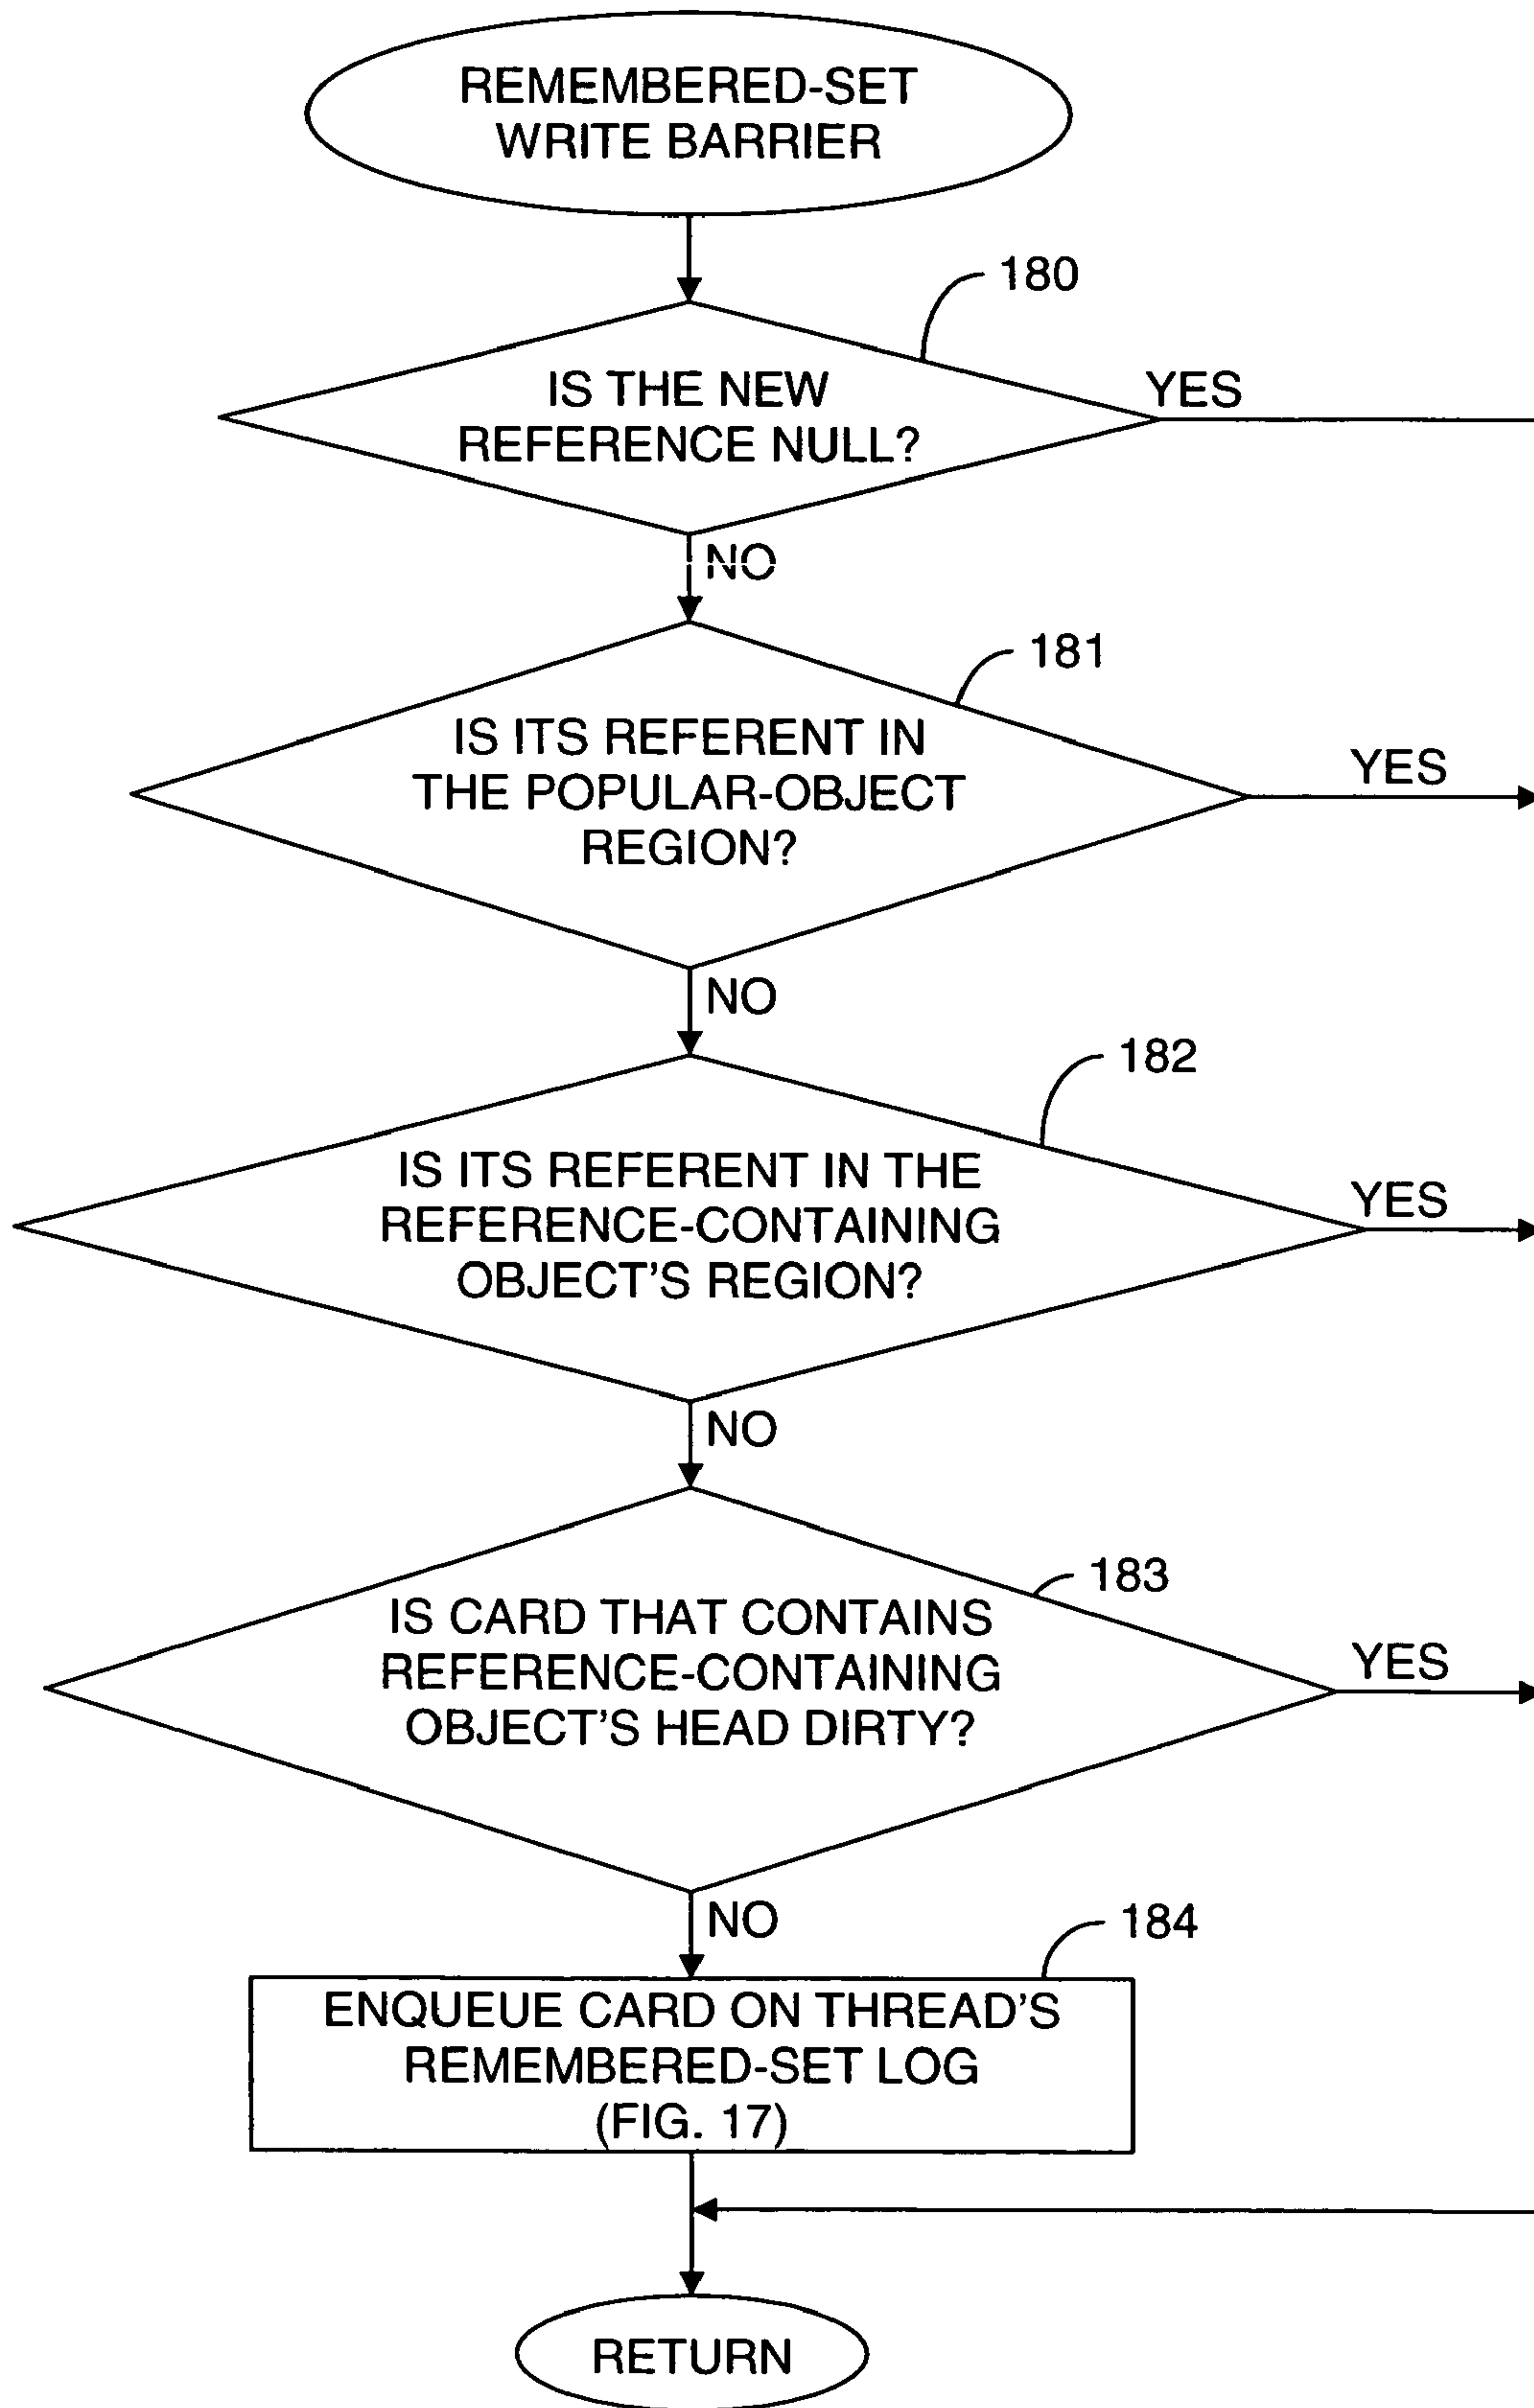 REMEMBERED-SET
WRITE BARRIER
180
IS THE NEW
REFERENCE NULL?
YES
NO
181
IS ITS REFERENT IN
THE POPULAR-OBJECT
REGION?
YES
NO
182
IS ITS REFERENT IN THE
REFERENCE-CONTAINING
OBJECT'S REGION?
YES
NO
183
IS CARD THAT CONTAINS
REFERENCE-CONTAINING
OBJECT'S HEAD DIRTY?
YES
NO
184
ENQUEUE CARD ON THREAD'S
REMEMBERED-SET LOG
(FIG. 17)
RETURN